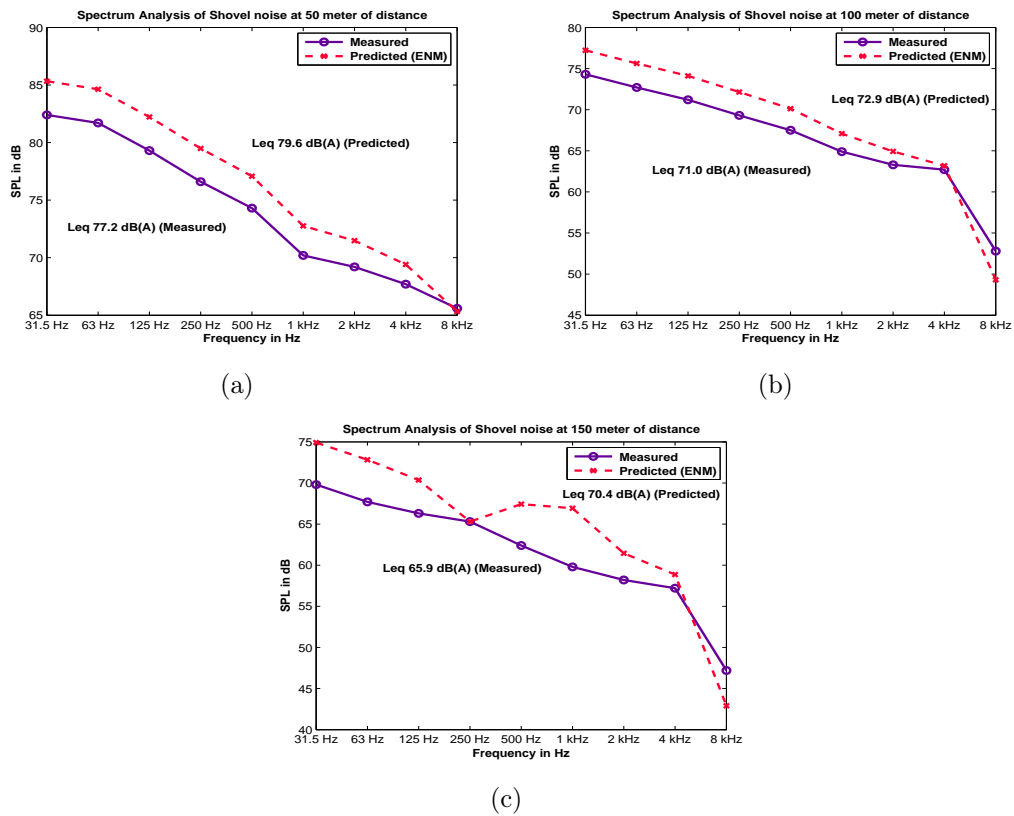 Spectrum Analysis of Shovel noise at 50 meter of distance
90
85
80
75
70
65
SPL in dB
Measured
Predicted (ENM)
Leq 79.6 dB(A) (Predicted)
Leq 77.2 dB(A) (Measured)
31.5 Hz 63 Hz 125 Hz 250 Hz 500 Hz 1 kHz 2 kHz 4 kHz 8 kHz
Frequency in Hz
(a)
Spectrum Analysis of Shovel noise at 100 meter of distance
80
75
70
65
60
55
50
45
SPL in dB
Measured
Predicted (ENM)
Leq 72.9 dB(A) (Predicted)
Leq 71.0 dB(A) (Measured)
31.5 Hz 63 Hz 125 Hz 250 Hz 500 Hz 1 kHz 2 kHz 4 kHz 8 kHz
Frequency in Hz
(b)
Spectrum Analysis of Shovel noise at 150 meter of distance
75
70
65
60
55
50
45
40
SPL in dB
Measured
Predicted (ENM)
Leq 70.4 dB(A) (Predicted)
Leq 65.9 dB(A) (Measured)
31.5 Hz 63 Hz 125 Hz 250 Hz 500 Hz 1 kHz 2 kHz 4 kHz 8 kHz
Frequency in Hz
(c)